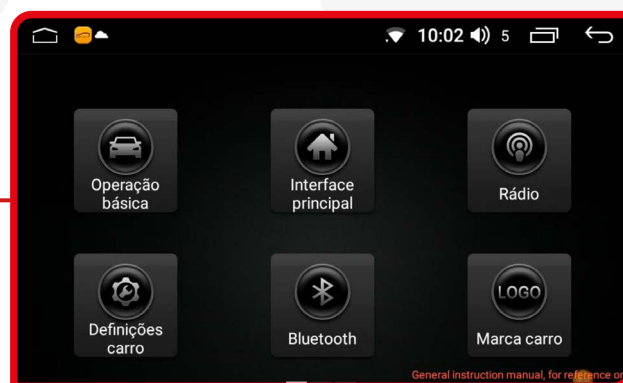 10:02 5
Operação
básica
Interface
principal
Rádio
Definições
carro
Bluetooth
LOGO
Marca carro
General instruction manual, for reference